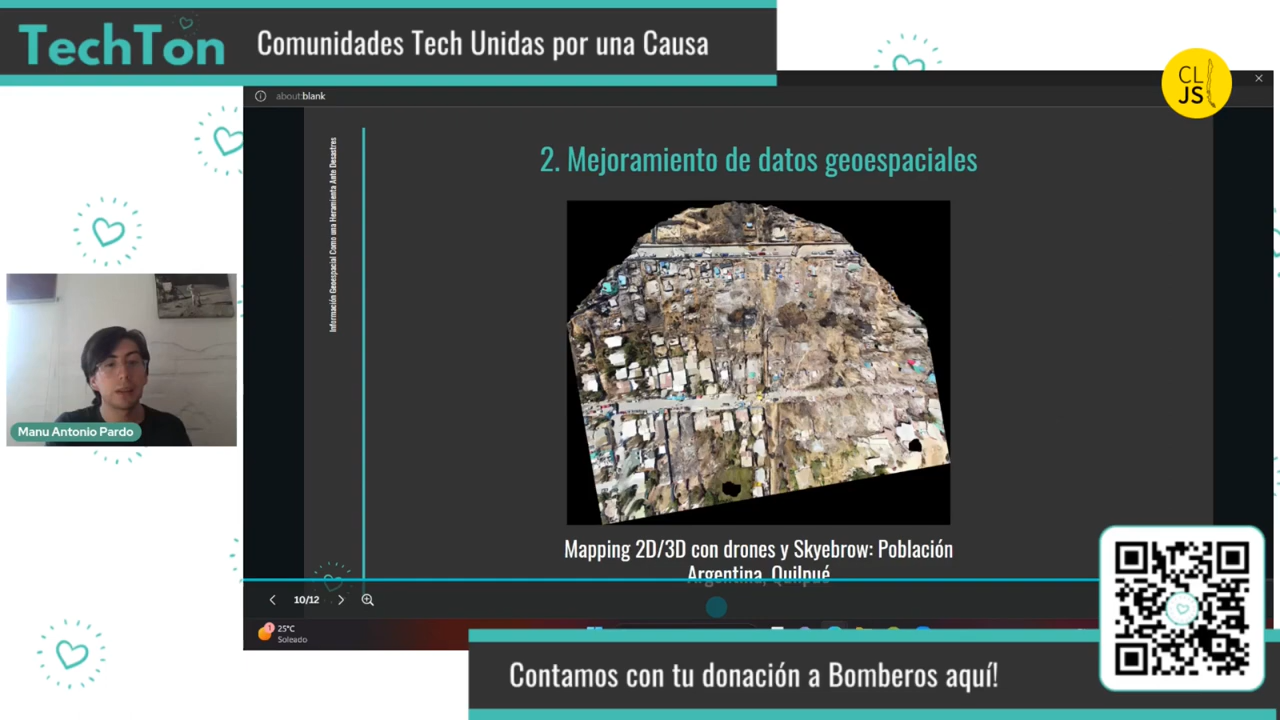 TechTon
Comunidades Tech Unidas por una Causa
CL
JS
about:blank
Información Geoespacial Como una Heramienta Ante Desastres
2. Mejoramiento de datos geoespaciales
Manu Antonio Pardo
Mapping 2D/3D con drones y Skyebrow: Población
Argentina, Quilpué
10/12
1
25°C
Soleado
Contamos con tu donación a Bomberos aquí!